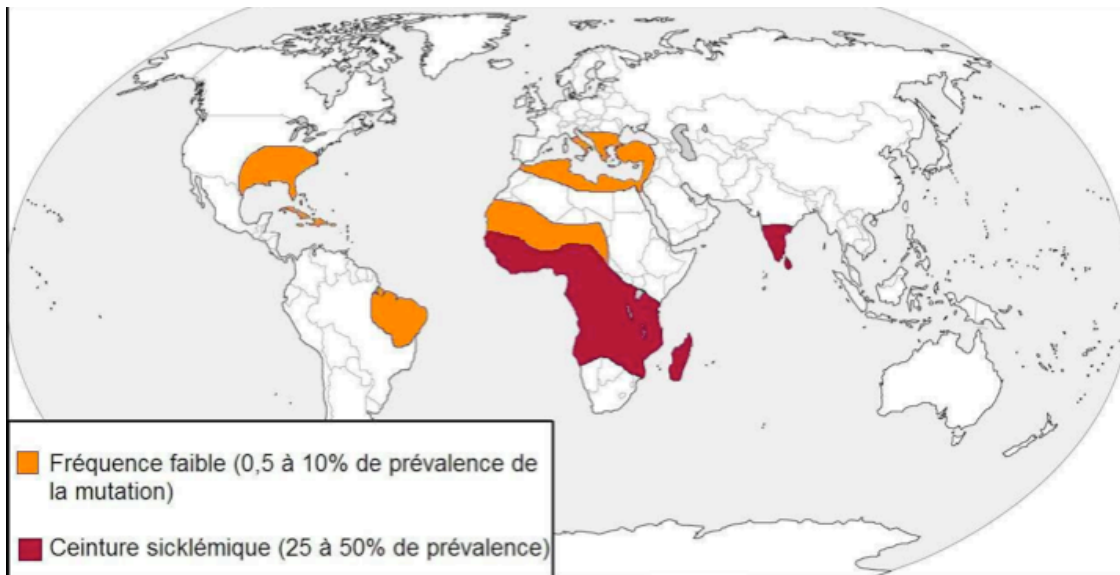 Fréquence faible (0,5 à 10% de prévalence de
la mutation)
Ceinture sicklémique (25 à 50% de prévalence)